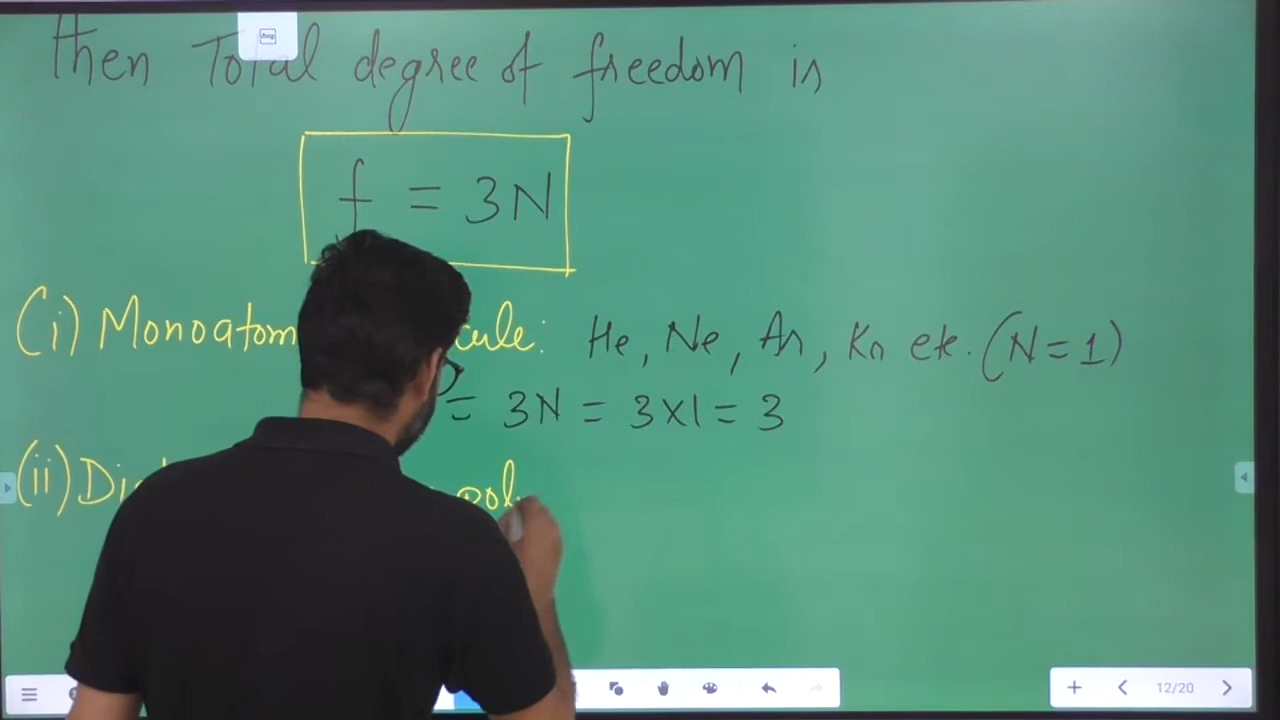 Then Total degree of freedom is
f = 3N
(i) Monoatom cule: He, Ne, Ar, Kr etc. (N=1)
= 3N = 3×1 = 3
(ii) Di ol
12/20